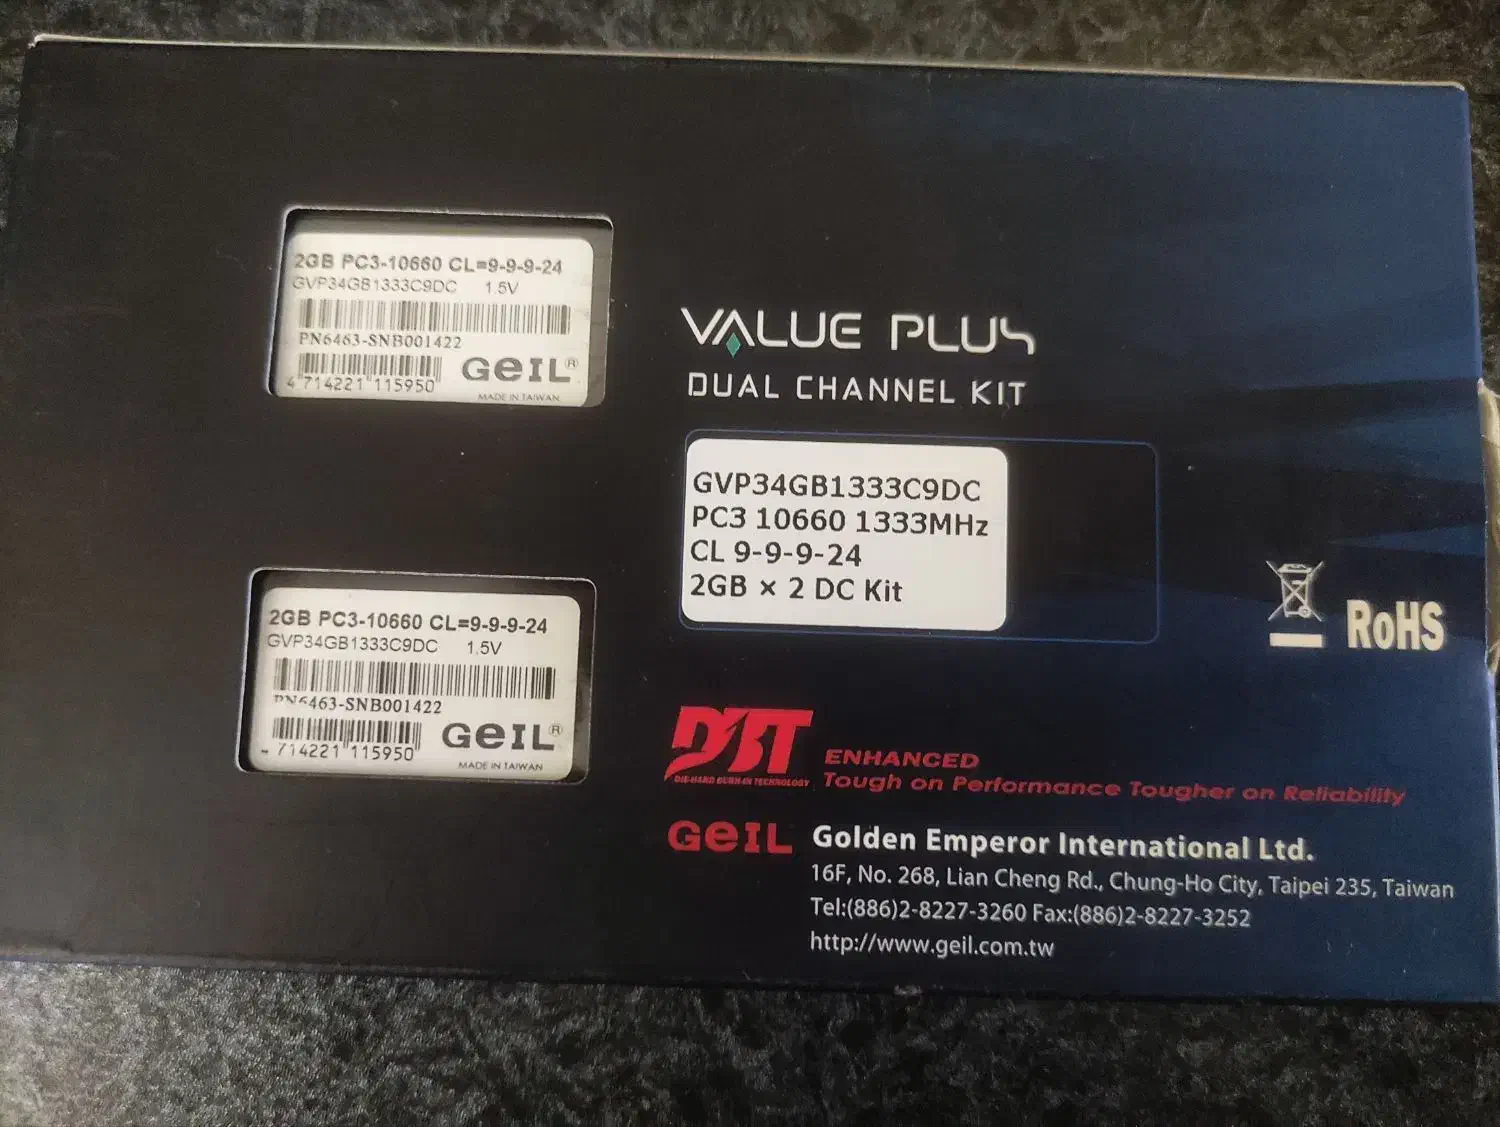 2GB PC3-10660 CL=9-9-9-24
GVP34GB1333C9DC 1.5V
PN6463-SNB001422
GeIL®
4 714221 115950
MADE IN TAIWAN
2GB PC3-10660 CL=9-9-9-24
GVP34GB1333C9DC 1.5V
PN6463-SNB001422
GeIL®
714221 115950
MADE IN TAIWAN
VALUE PLUS
DUAL CHANNEL KIT
GVP34GB1333C9DC
PC3 10660 1333MHz
CL 9-9-9-24
2GB × 2 DC Kit
RoHS
DBT
DIE-HARD BURN-IN TECHNOLOGY
ENHANCED
Tough on Performance Tougher on Reliability
GeIL
Golden Emperor International Ltd.
16F, No. 268, Lian Cheng Rd., Chung-Ho City, Taipei 235, Taiwan
Tel:(886)2-8227-3260 Fax:(886)2-8227-3252
http://www.geil.com.tw